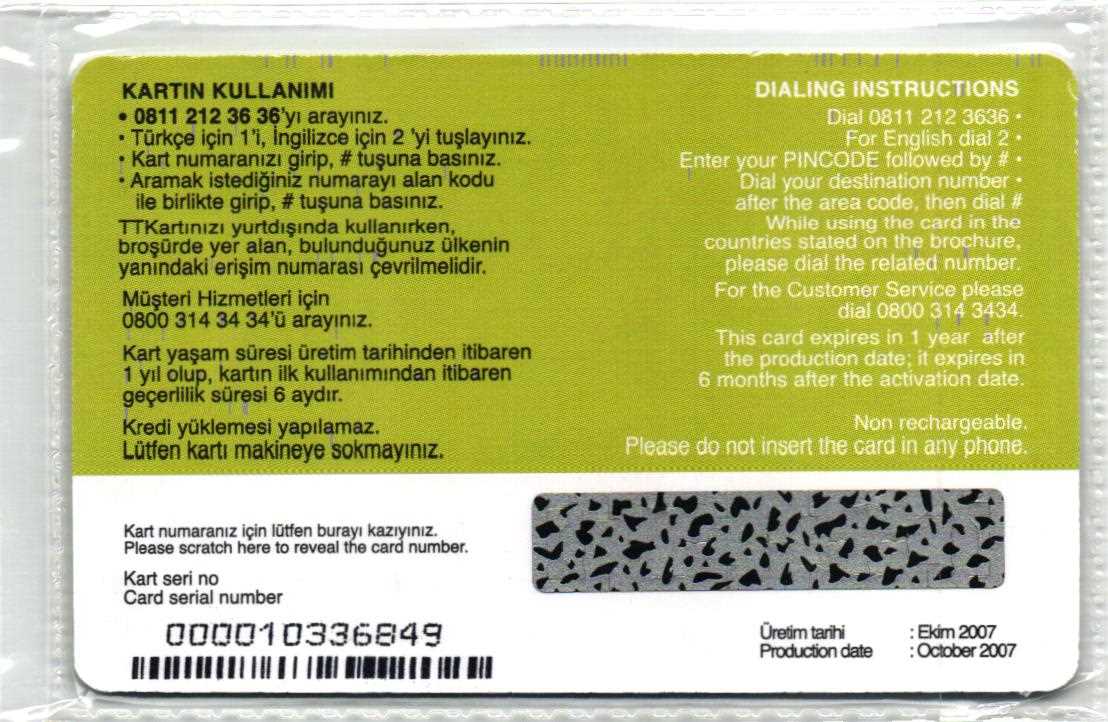 KARTIN KULLANIMI
• 0811 212 36 36'yı arayınız.
• Türkçe için 1'i, İngilizce için 2 'yi tuşlayınız.
• Kart numaranızı girip, # tuşuna basınız.
• Aramak istediğiniz numarayı alan kodu
ile birlikte girip, # tuşuna basınız.
TTKartınızı yurtdışında kullanırken,
broşürde yer alan, bulunduğunuz ülkenin
yanındaki erişim numarası çevrilmelidir.
Müşteri Hizmetleri için
0800 314 34 34'ü arayınız.
Kart yaşam süresi üretim tarihinden itibaren
1 yıl olup, kartın ilk kullanımından itibaren
geçerlilik süresi 6 aydır.
Kredi yüklemesi yapılamaz.
Lütfen kartı makineye sokmayınız.
DIALING INSTRUCTIONS
Dial 0811 212 3636 •
For English dial 2 •
Enter your PINCODE followed by # •
Dial your destination number •
after the area code, then dial #
While using the card in the
countries stated on the brochure,
please dial the related number.
For the Customer Service please
dial 0800 314 3434.
This card expires in 1 year after
the production date; it expires in
6 months after the activation date.
Non rechargeable.
Please do not insert the card in any phone.
Kart numaranız için lütfen burayı kazıyınız.
Please scratch here to reveal the card number.
Kart seri no
Card serial number
000010336849
Üretim tarihi : Ekim 2007
Production date : October 2007